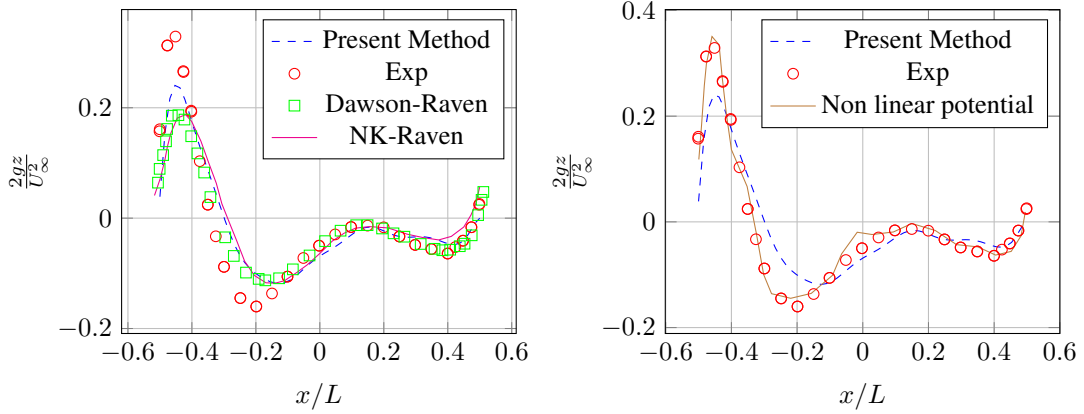 Present Method
Exp
Dawson-Raven
NK-Raven
0.2
0
−0.2
2gz
U²∞
−0.6 −0.4 −0.2 0 0.2 0.4 0.6
x/L
Present Method
Exp
Non linear potential
0.4
0.2
0
−0.2
2gz
U²∞
−0.6 −0.4 −0.2 0 0.2 0.4 0.6
x/L